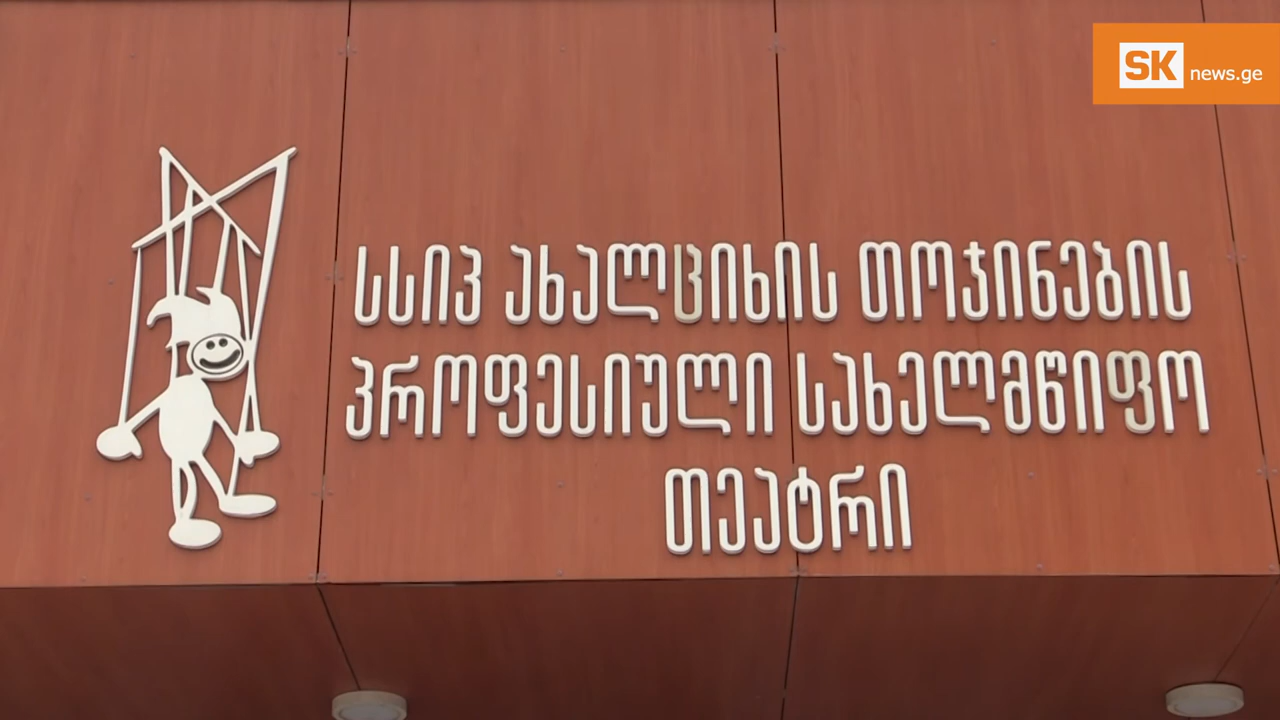 SK news.ge
სსიპ ახალციხის თოჯინების
პროფესიული სახელმწიფო
თეატრი